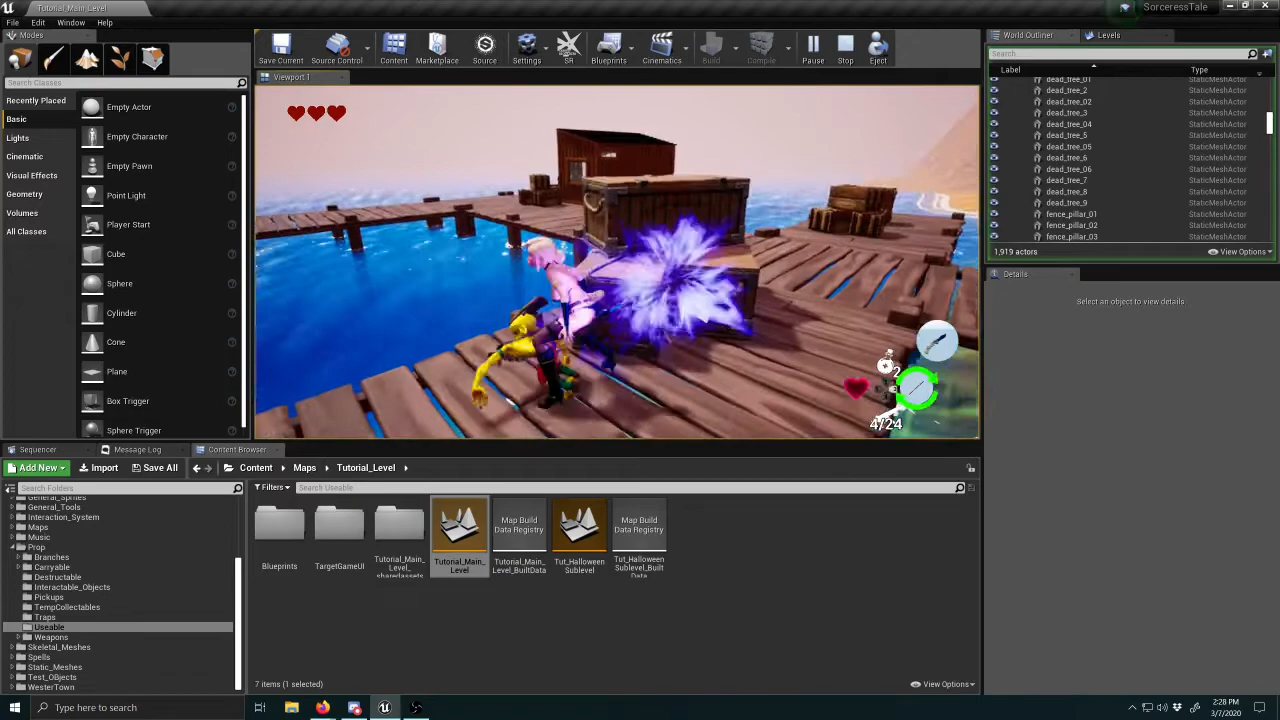 Tutorial_Main_Level
SorceressTale
File Edit Window Help
Modes
Search Classes
Recently Placed
Basic
Lights
Cinematic
Visual Effects
Geometry
Volumes
All Classes
Empty Actor
Empty Character
Empty Pawn
Point Light
Player Start
Cube
Sphere
Cylinder
Cone
Plane
Box Trigger
Sphere Trigger
Save Current
Source Control
Content
Marketplace
Source
Settings
SR
Blueprints
Cinematics
Build
Compile
Pause
Stop
Eject
Viewport 1
2
4/24
World Outliner
Levels
Search
Label
Type
dead_tree_01 StaticMeshActor
dead_tree_2 StaticMeshActor
dead_tree_02 StaticMeshActor
dead_tree_3 StaticMeshActor
dead_tree_04 StaticMeshActor
dead_tree_5 StaticMeshActor
dead_tree_05 StaticMeshActor
dead_tree_6 StaticMeshActor
dead_tree_06 StaticMeshActor
dead_tree_7 StaticMeshActor
dead_tree_8 StaticMeshActor
dead_tree_9 StaticMeshActor
fence_pillar_01 StaticMeshActor
fence_pillar_02 StaticMeshActor
fence_pillar_03 StaticMeshActor
1,919 actors
View Options
Details
Select an object to view details
Sequencer
Message Log
Content Browser
Add New
Import
Save All
Content
Maps
Tutorial_Level
Search Folders
Filters
Search Useable
General_Sprites
General_Tools
Interaction_System
Maps
Music
Prop
Branches
Carryable
Destructable
Interactable_Objects
Pickups
TempCollectables
Traps
Useable
Weapons
Skeletal_Meshes
Spells
Static_Meshes
Test_OBjects
WesterTown
Blueprints
TargetGameUI
Tutorial_Main_
Level_
sharedassets
Tutorial_Main_
Level
Map Build
Data Registry
Tutorial_Main_
Level_BuiltData
Tut_Halloween
Sublevel
Map Build
Data Registry
Tut_Halloween
Sublevel_Built
Data
7 items (1 selected)
View Options
Type here to search
2:28 PM
3/7/2020